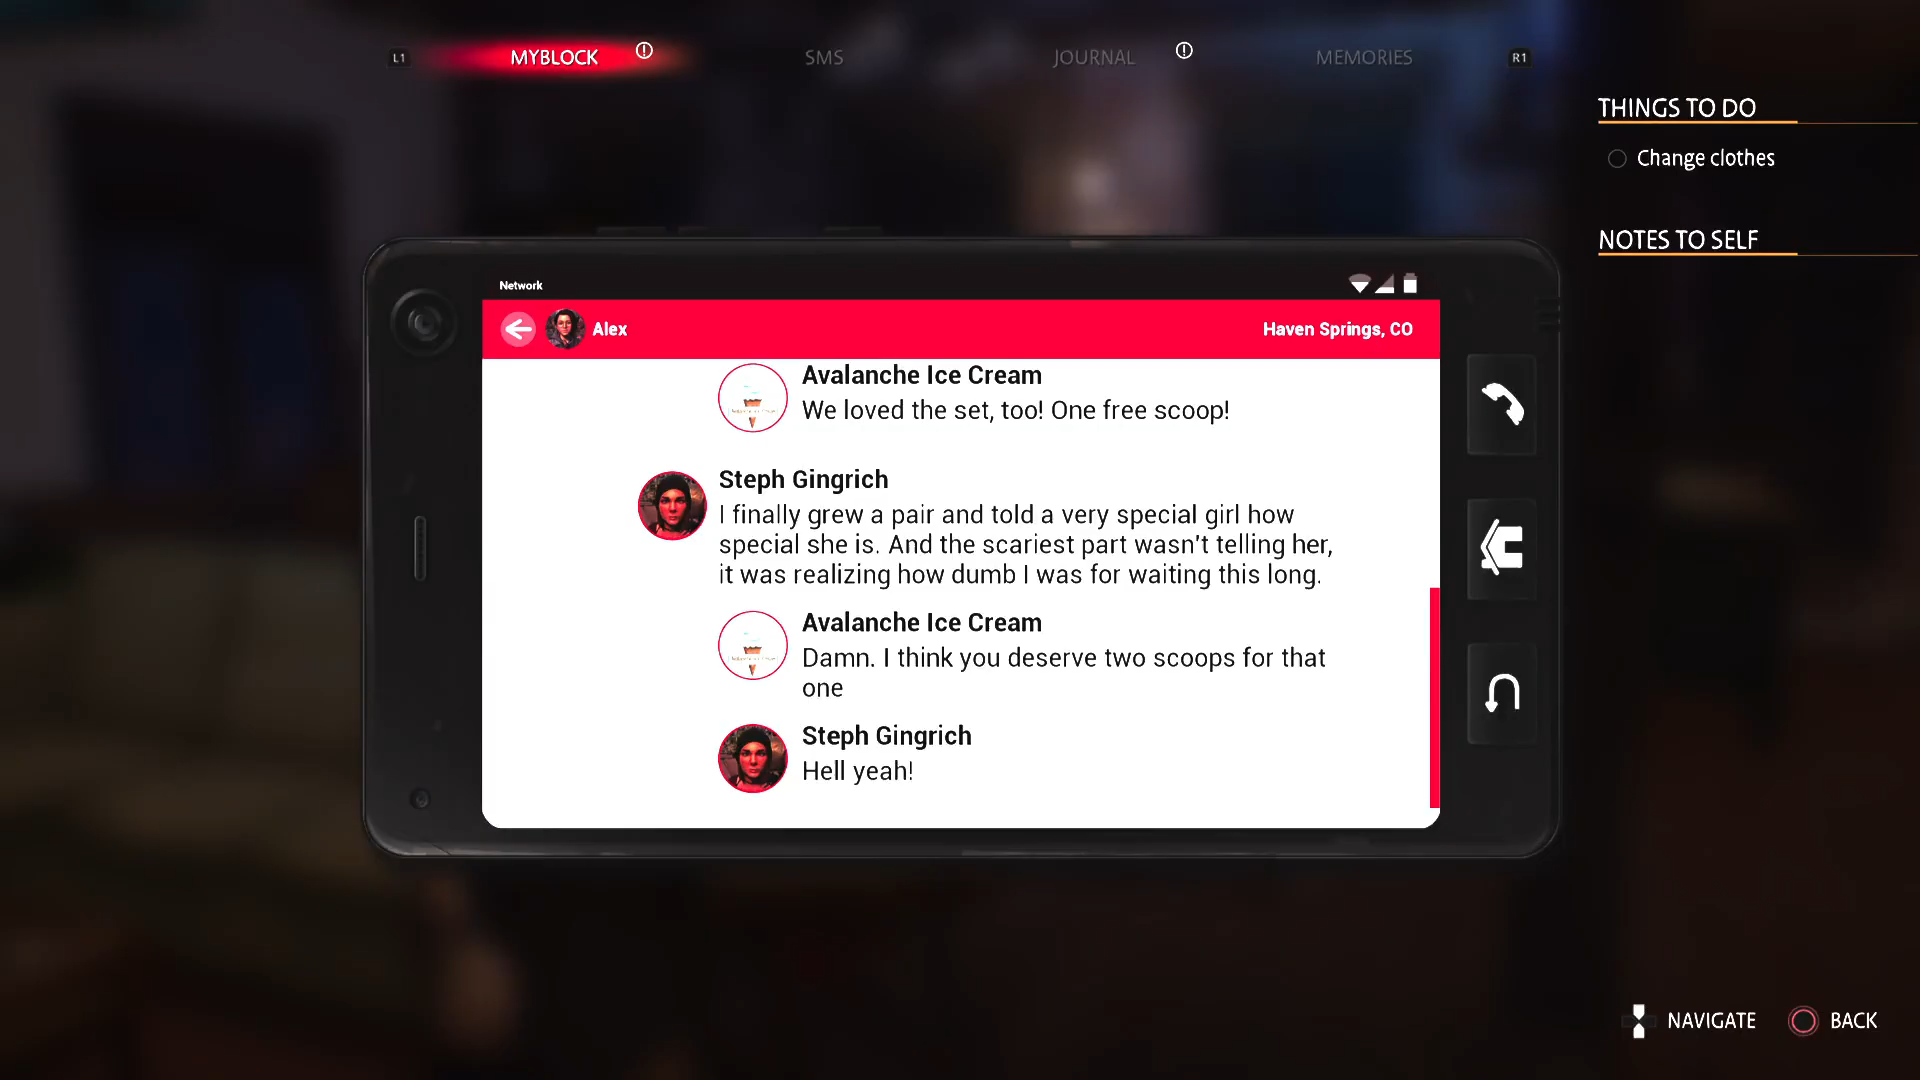 L1
MYBLOCK
SMS
JOURNAL
MEMORIES
R1
THINGS TO DO
Change clothes
NOTES TO SELF
Network
Alex
Haven Springs, CO
Avalanche Ice Cream
We loved the set, too! One free scoop!
Steph Gingrich
I finally grew a pair and told a very special girl how
special she is. And the scariest part wasn't telling her,
it was realizing how dumb I was for waiting this long.
Avalanche Ice Cream
Damn. I think you deserve two scoops for that
one
Steph Gingrich
Hell yeah!
NAVIGATE
BACK